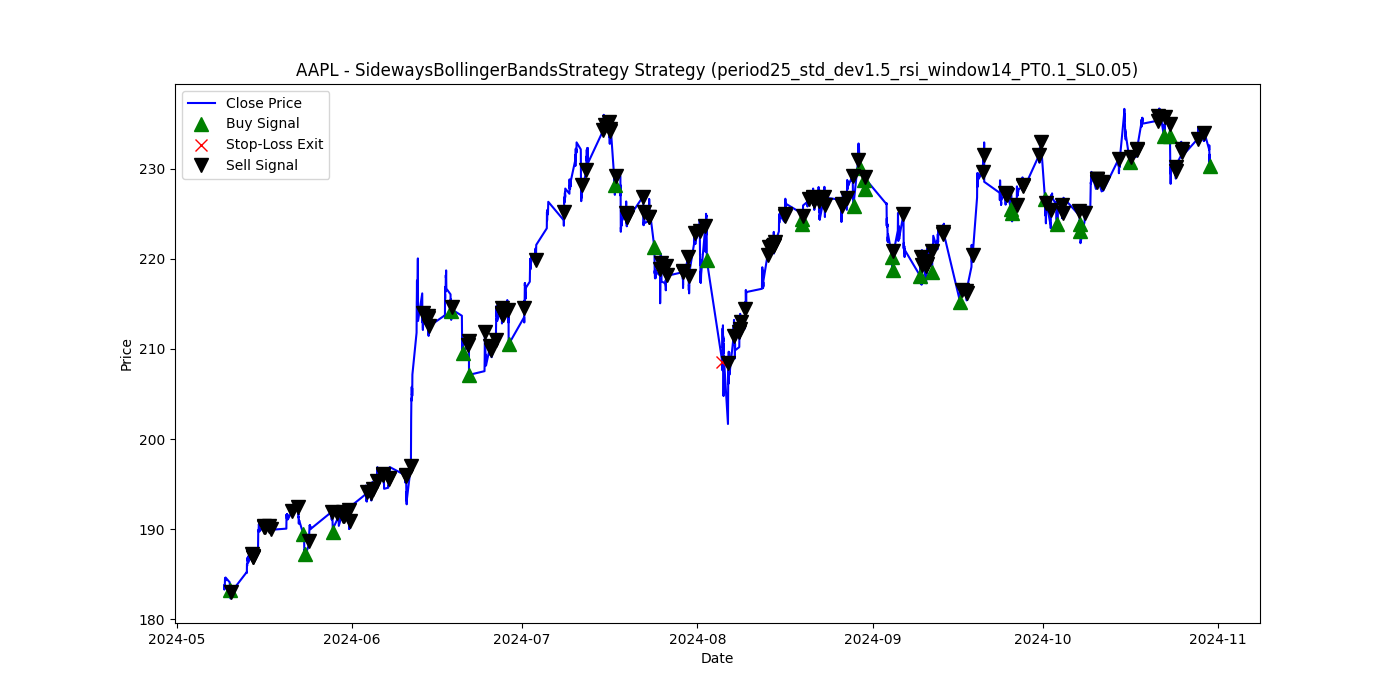 AAPL - SidewaysBollingerBandsStrategy Strategy (period25_std_dev1.5_rsi_window14_PT0.1_SL0.05)
Close Price
Buy Signal
Stop-Loss Exit
Sell Signal
Price
230
220
210
200
190
180
2024-05
2024-06
2024-07
2024-08
2024-09
2024-10
2024-11
Date